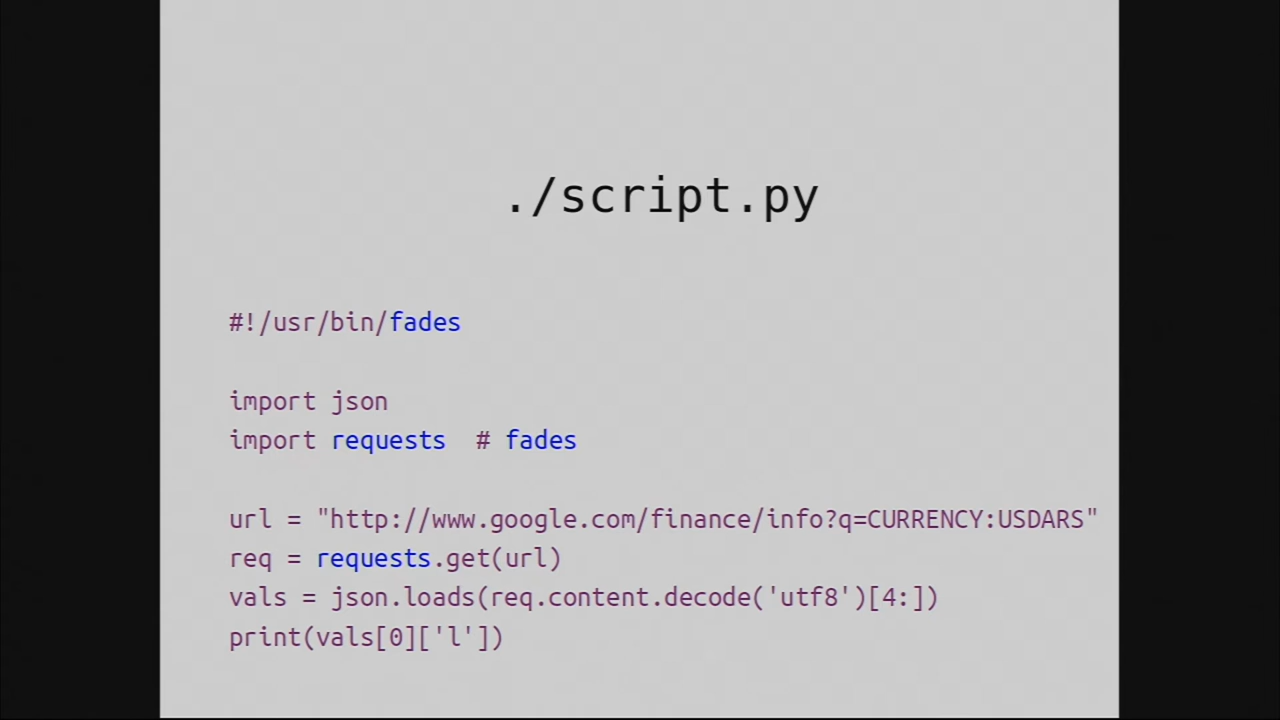 ./script.py
#!/usr/bin/fades
import json
import requests  # fades
url = "http://www.google.com/finance/info?q=CURRENCY:USDARS"
req = requests.get(url)
vals = json.loads(req.content.decode('utf8')[4:])
print(vals[0]['l'])